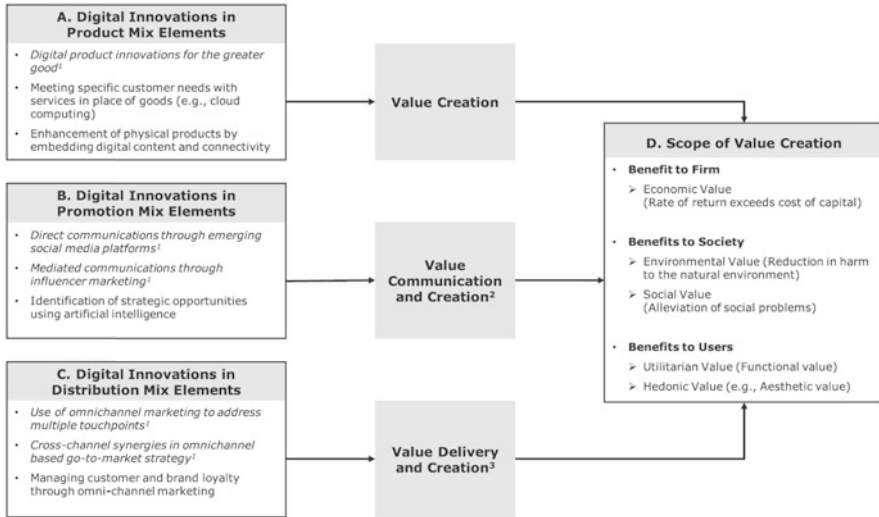 A. Digital Innovations in
Product Mix Elements
• Digital product innovations for the greater
good¹
• Meeting specific customer needs with
services in place of goods (e.g., cloud
computing)
• Enhancement of physical products by
embedding digital content and connectivity
Value Creation
B. Digital Innovations in
Promotion Mix Elements
• Direct communications through emerging
social media platforms¹
• Mediated communications through
influencer marketing¹
• Identification of strategic opportunities
using artificial intelligence
Value
Communication
and Creation²
C. Digital Innovations in
Distribution Mix Elements
• Use of omnichannel marketing to address
multiple touchpoints¹
• Cross-channel synergies in omnichannel
based go-to-market strategy¹
• Managing customer and brand loyalty
through omni-channel marketing
Value Delivery
and Creation³
D. Scope of Value Creation
• Benefit to Firm
➢ Economic Value
(Rate of return exceeds cost of capital)
• Benefits to Society
➢ Environmental Value (Reduction in harm
to the natural environment)
➢ Social Value
(Alleviation of social problems)
• Benefits to Users
➢ Utilitarian Value (Functional value)
➢ Hedonic Value (e.g., Aesthetic value)